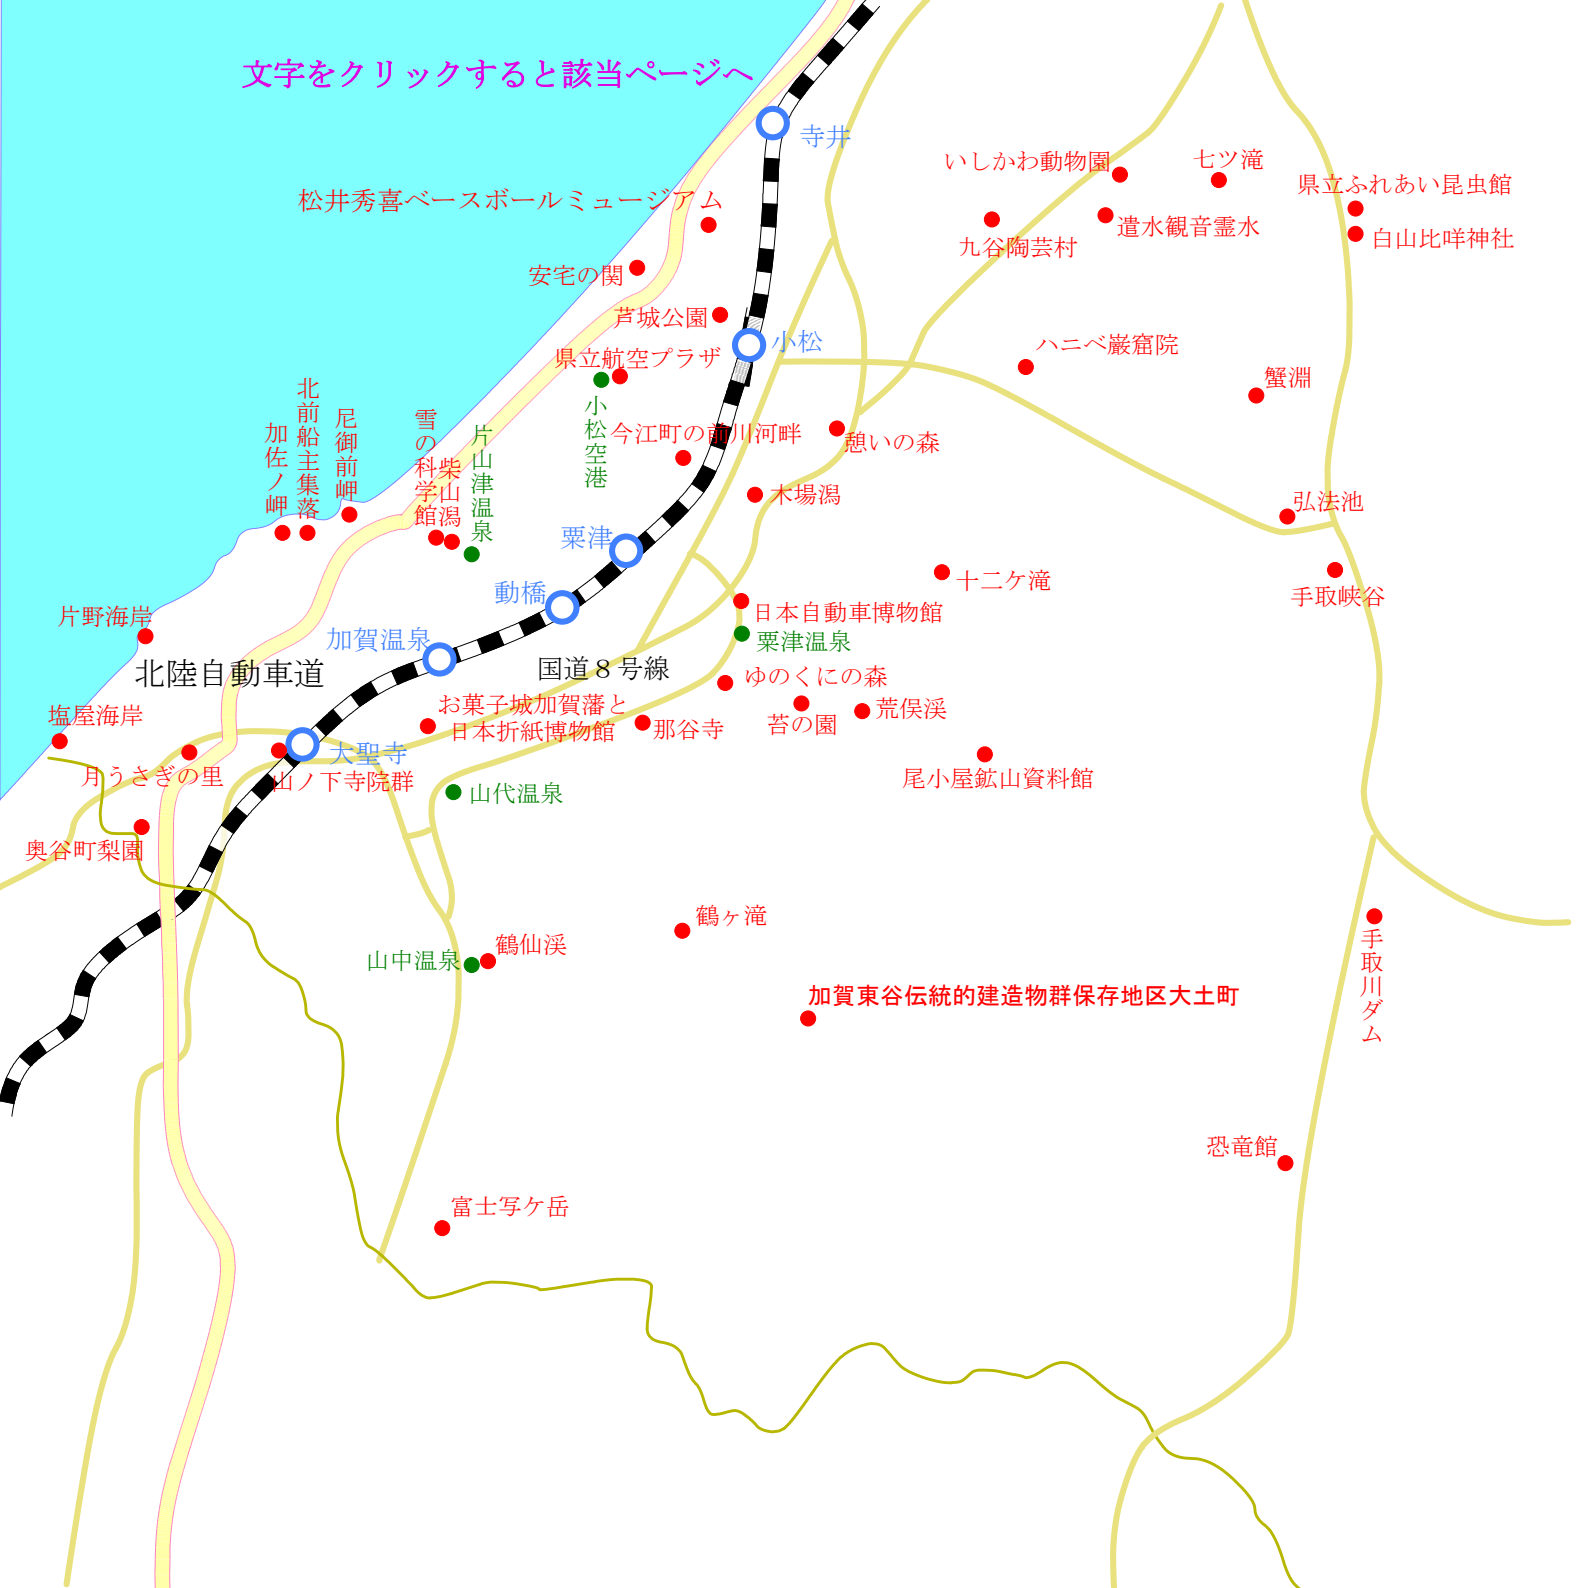 文字をクリックすると該当ページへ
寺井
いしかわ動物園
七ツ滝
県立ふれあい昆虫館
松井秀喜ベースボールミュージアム
遣水観音霊水
白山比咩神社
九谷陶芸村
安宅の関
芦城公園
小松
ハニベ巌窟院
県立航空プラザ
蟹淵
小松空港
北前船主集落
尼御前岬
加佐ノ岬
雪の科学館
柴山潟
片山津温泉
今江町の前川河畔
憩いの森
木場潟
弘法池
粟津
十二ケ滝
動橋
手取峡谷
日本自動車博物館
片野海岸
加賀温泉
粟津温泉
北陸自動車道
国道８号線
ゆのくにの森
お菓子城加賀藩と
日本折紙博物館
塩屋海岸
那谷寺
苔の園
荒俣渓
大聖寺
月うさぎの里
山ノ下寺院群
尾小屋鉱山資料館
山代温泉
奥谷町梨園
鶴ヶ滝
鶴仙渓
山中温泉
手取川ダム
加賀東谷伝統的建造物群保存地区大土町
恐竜館
富士写ケ岳